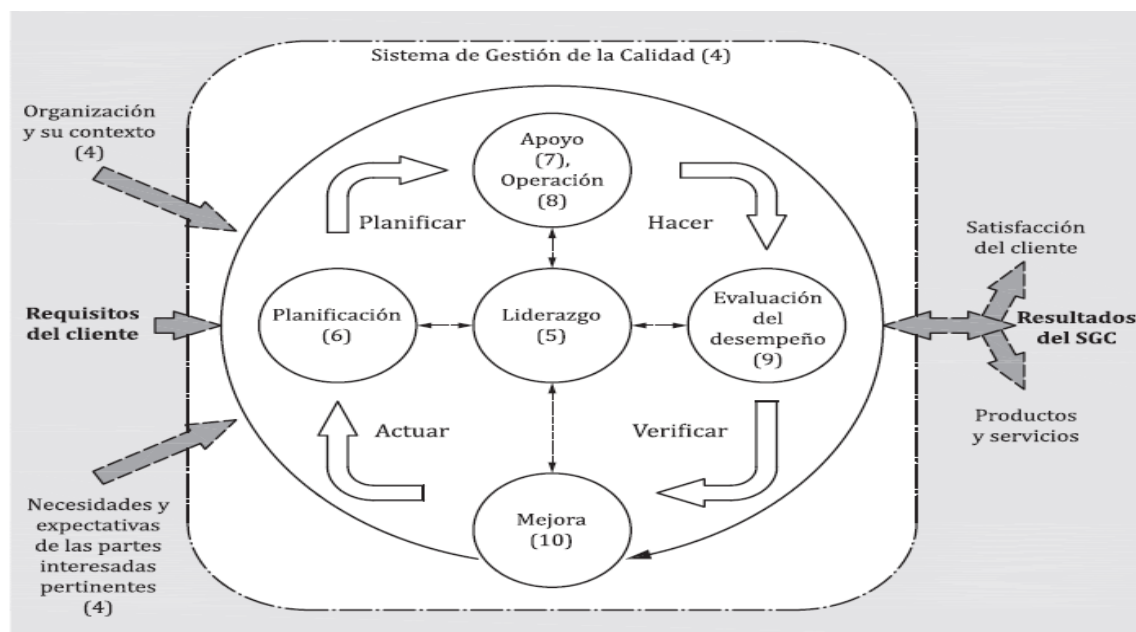 Sistema de Gestión de la Calidad (4)
Organización
y su contexto
(4)
Requisitos
del cliente
Necesidades y
expectativas
de las partes
interesadas
pertinentes
(4)
Apoyo
(7),
Operación
(8)
Planificar
Hacer
Planificación
(6)
Liderazgo
(5)
Evaluación
del
desempeño
(9)
Actuar
Verificar
Mejora
(10)
Satisfacción
del cliente
Resultados
del SGC
Productos
y servicios